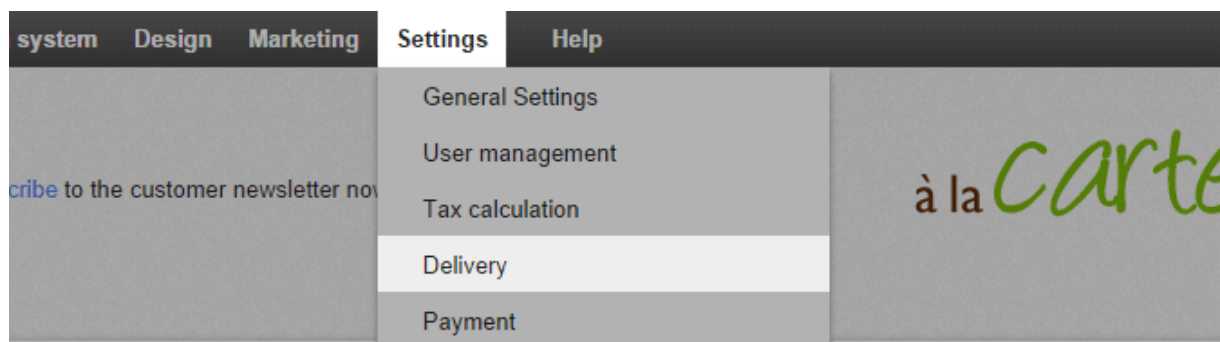 system Design Marketing Settings Help
General Settings
User management
cribe to the customer newsletter now
Tax calculation
à la carte
Delivery
Payment